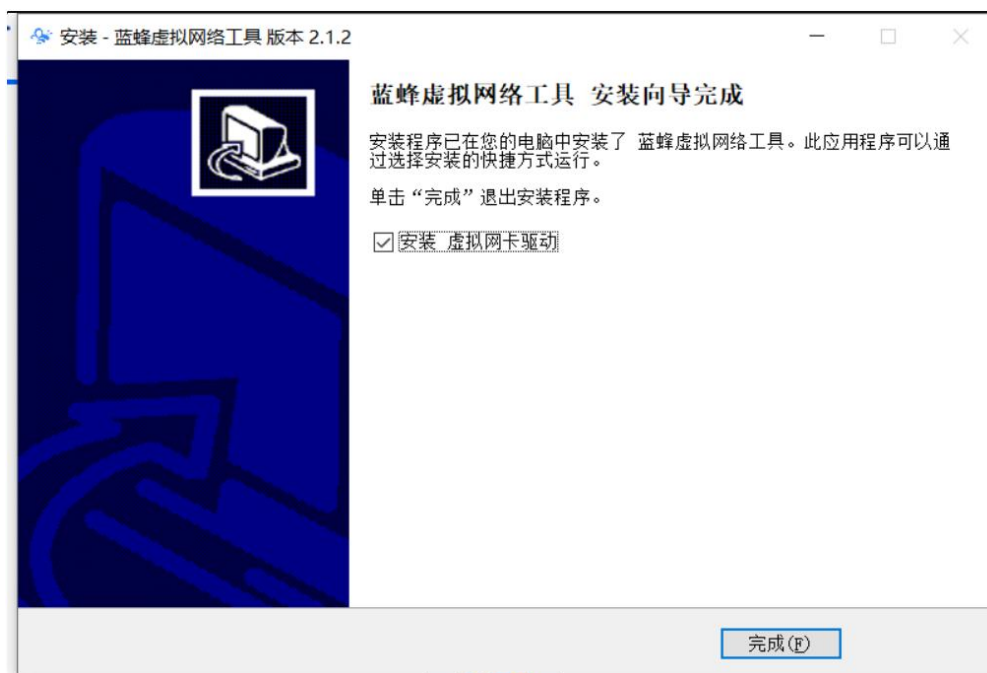 安装 - 蓝蜂虚拟网络工具 版本 2.1.2
蓝蜂虚拟网络工具 安装向导完成
安装程序已在您的电脑中安装了 蓝蜂虚拟网络工具。此应用程序可以通
过选择安装的快捷方式运行。
单击“完成”退出安装程序。
安装 虚拟网卡驱动
完成(F)